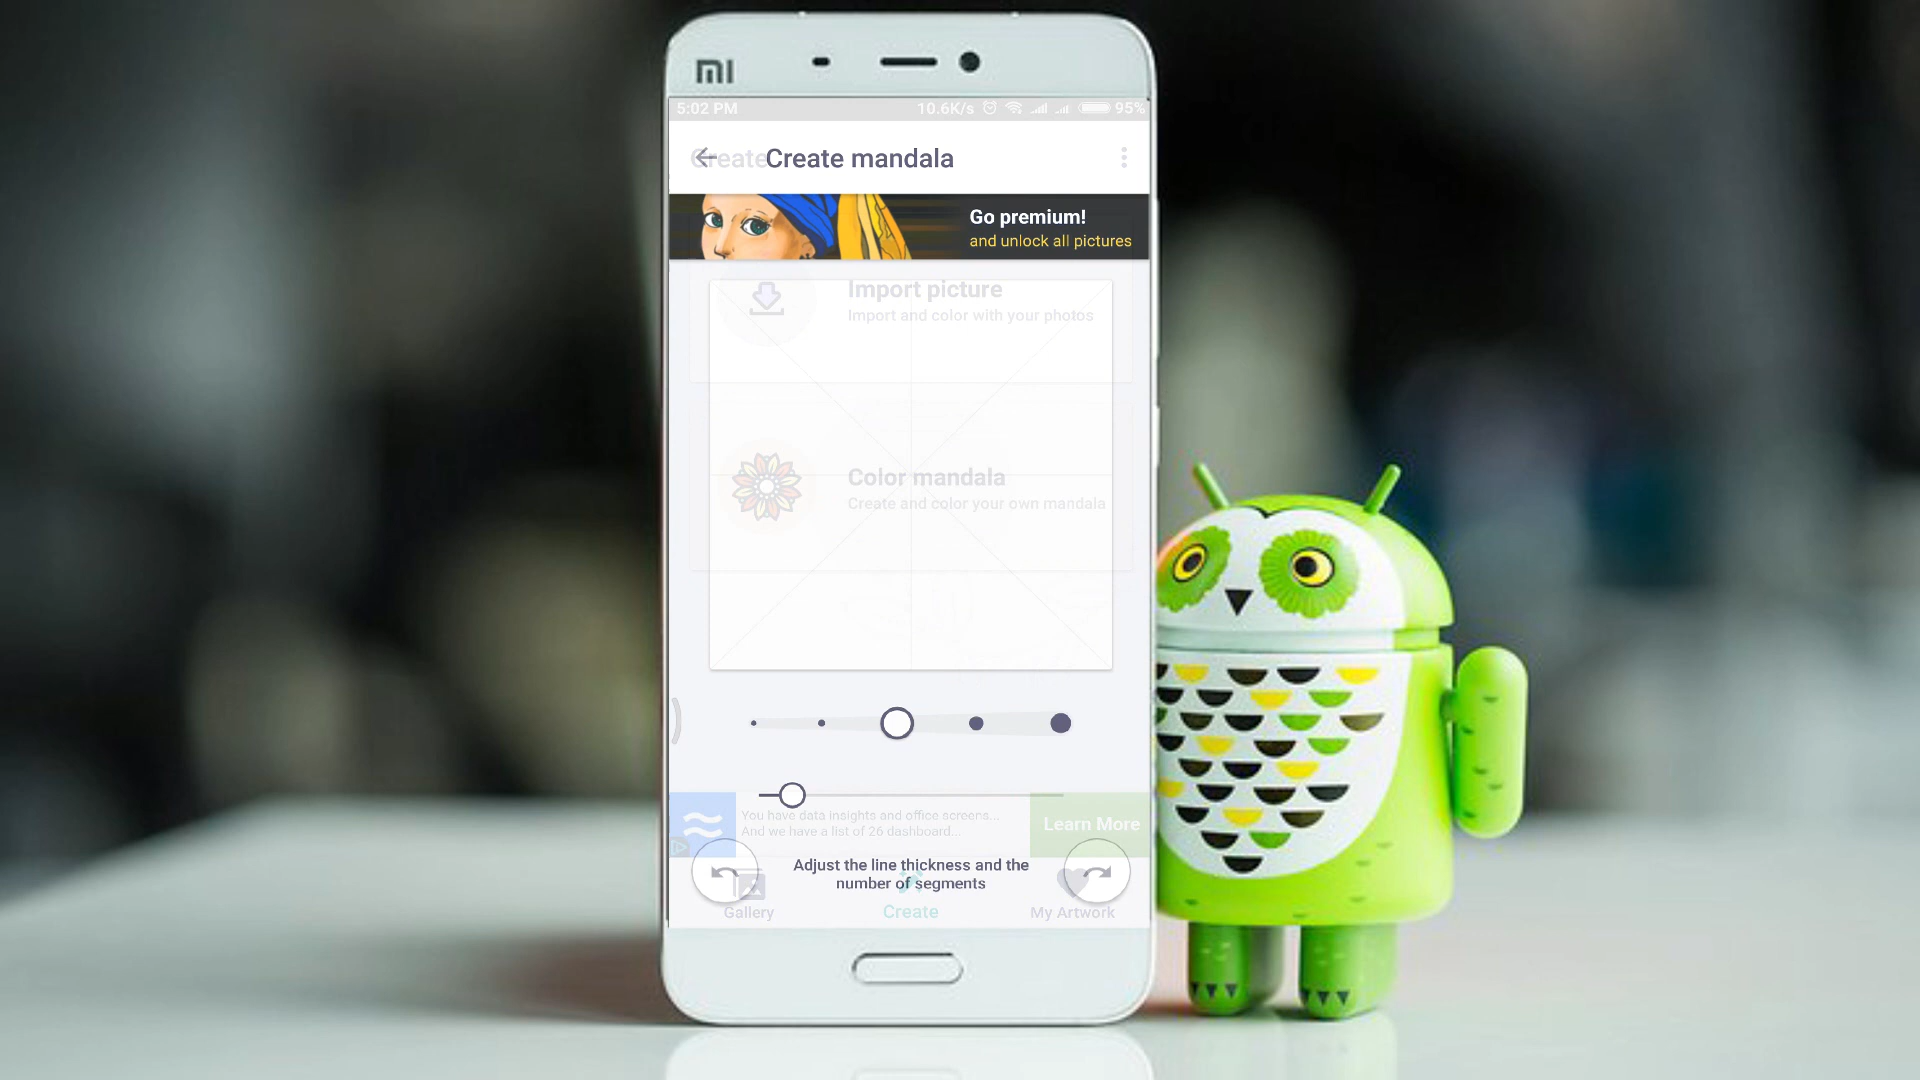 MI
5:02 PM 10.6K/s 95%
Create
Create mandala
Go premium!
and unlock all pictures
Import picture
Import and color with your photos
Color mandala
Create and color your own mandala
You have data insights and office screens...
And we have a list of 26 dashboard...
Learn More
Adjust the line thickness and the
number of segments
Gallery Create My Artwork